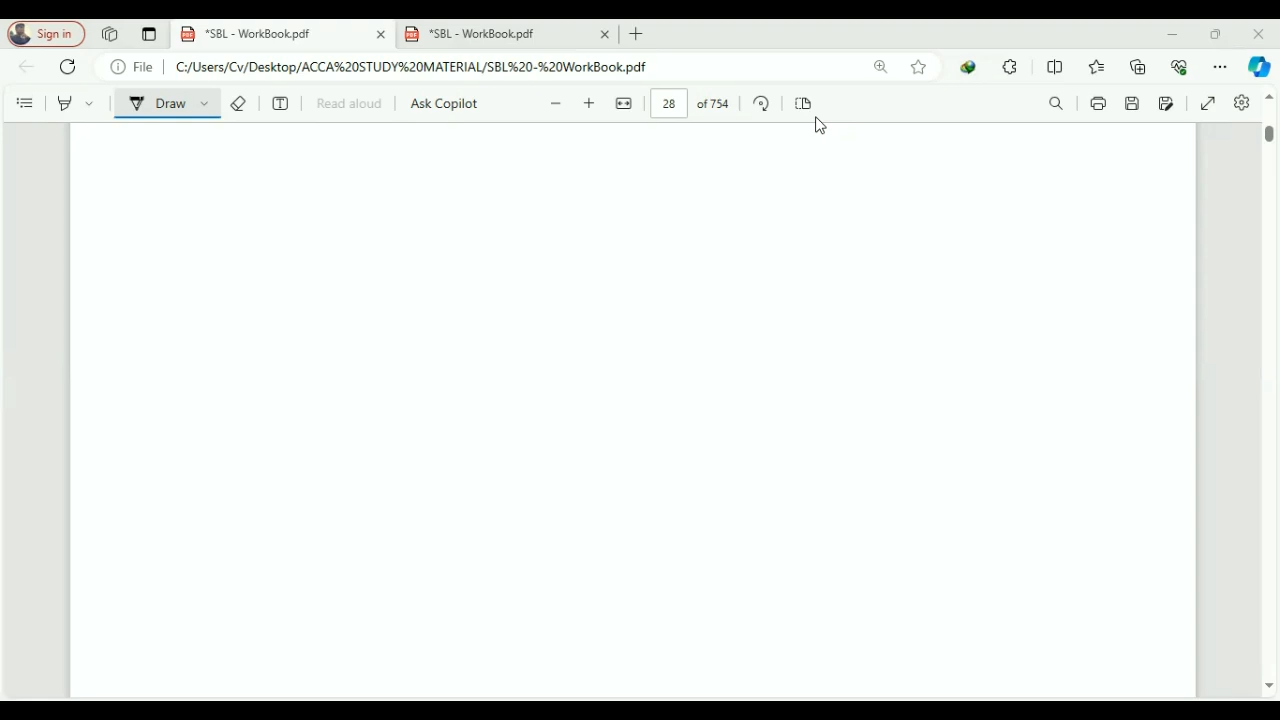 Sign in
*SBL - WorkBook.pdf
*SBL - WorkBook.pdf
File
C:/Users/Cv/Desktop/ACCA%20STUDY%20MATERIAL/SBL%20-%20WorkBook.pdf
Draw
Read aloud
Ask Copilot
28
of 754